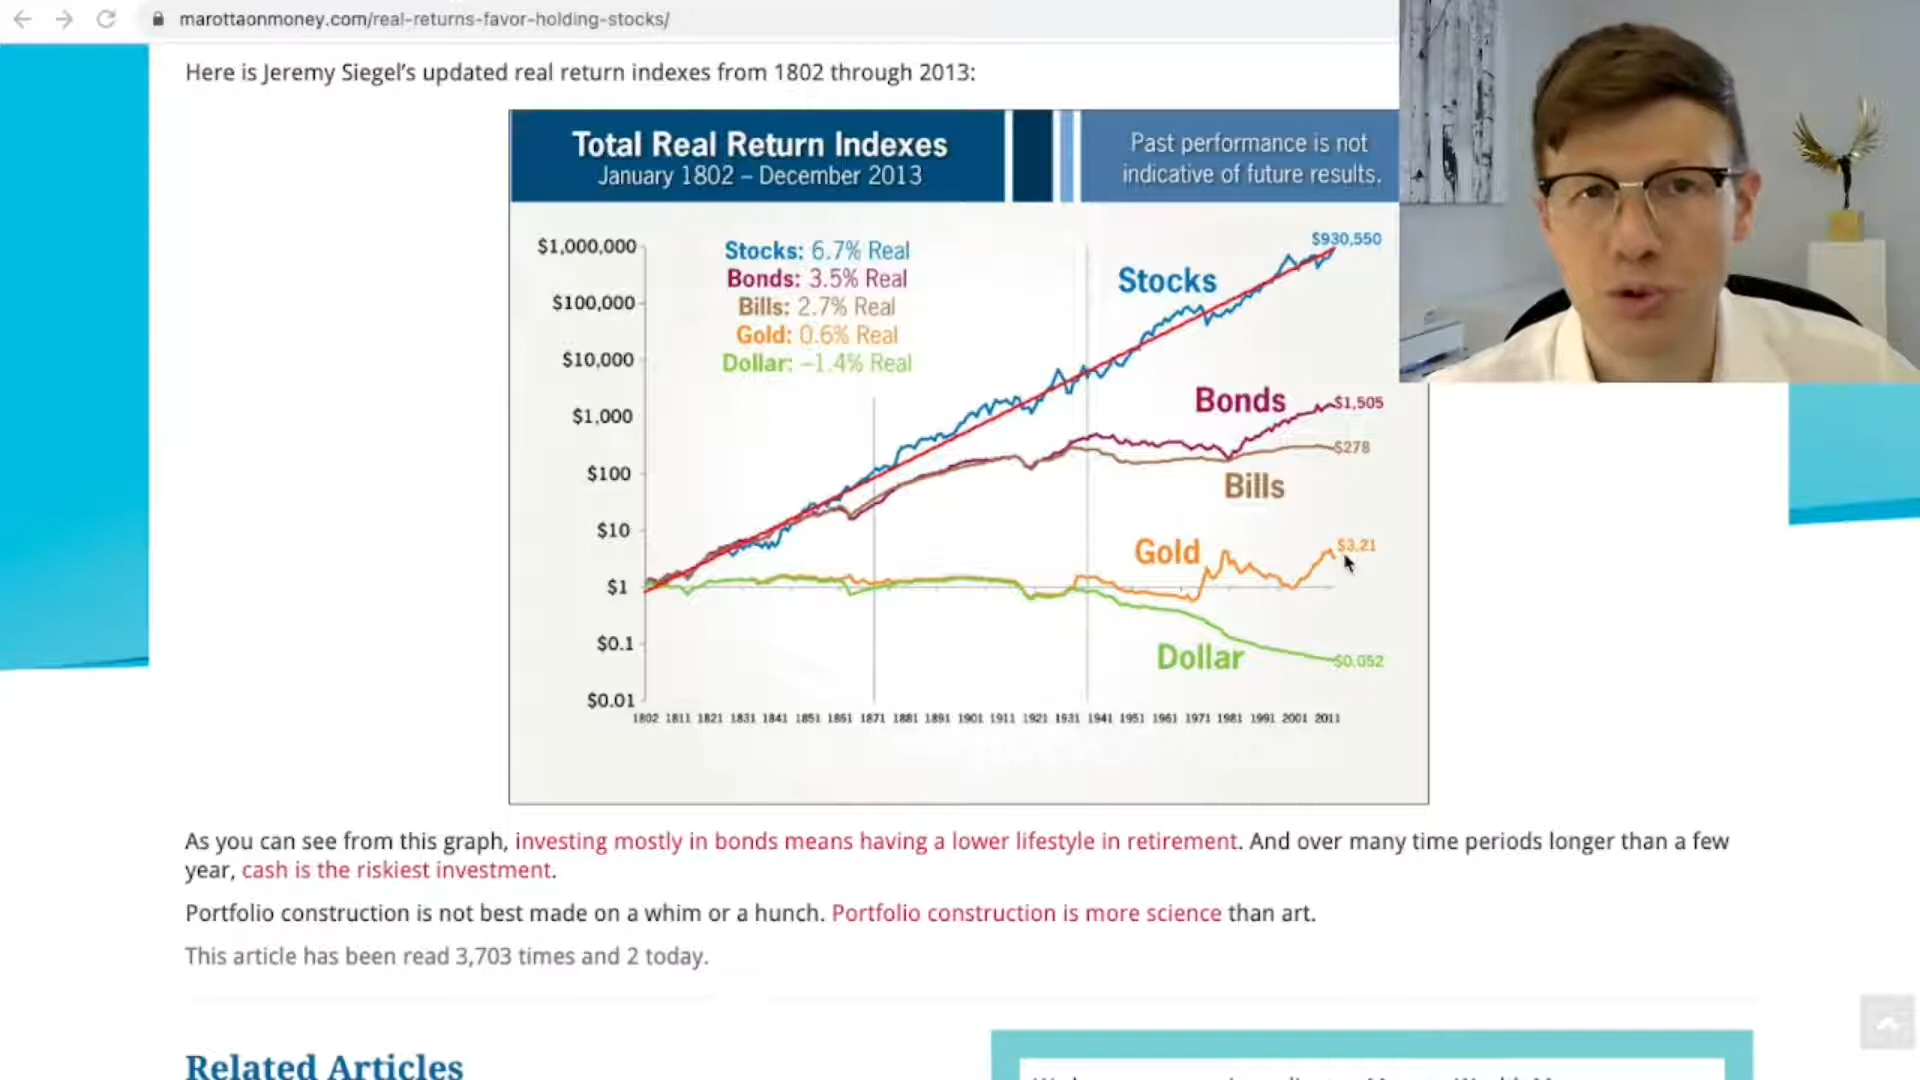 marottaonmoney.com/real-returns-favor-holding-stocks/
Here is Jeremy Siegel's updated real return indexes from 1802 through 2013:
Total Real Return Indexes
January 1802 – December 2013
Past performance is not
indicative of future results.
$1,000,000
$100,000
$10,000
$1,000
$100
$10
$1
$0.1
$0.01
Stocks: 6.7% Real
Bonds: 3.5% Real
Bills: 2.7% Real
Gold: 0.6% Real
Dollar: –1.4% Real
$930,550
Stocks
Bonds
$1,505
$278
Bills
Gold
$3.21
Dollar
$0.052
1802 1811 1821 1831 1841 1851 1861 1871 1881 1891 1901 1911 1921 1931 1941 1951 1961 1971 1981 1991 2001 2011
As you can see from this graph, investing mostly in bonds means having a lower lifestyle in retirement. And over many time periods longer than a few
year, cash is the riskiest investment.
Portfolio construction is not best made on a whim or a hunch. Portfolio construction is more science than art.
This article has been read 3,703 times and 2 today.
Related Articles